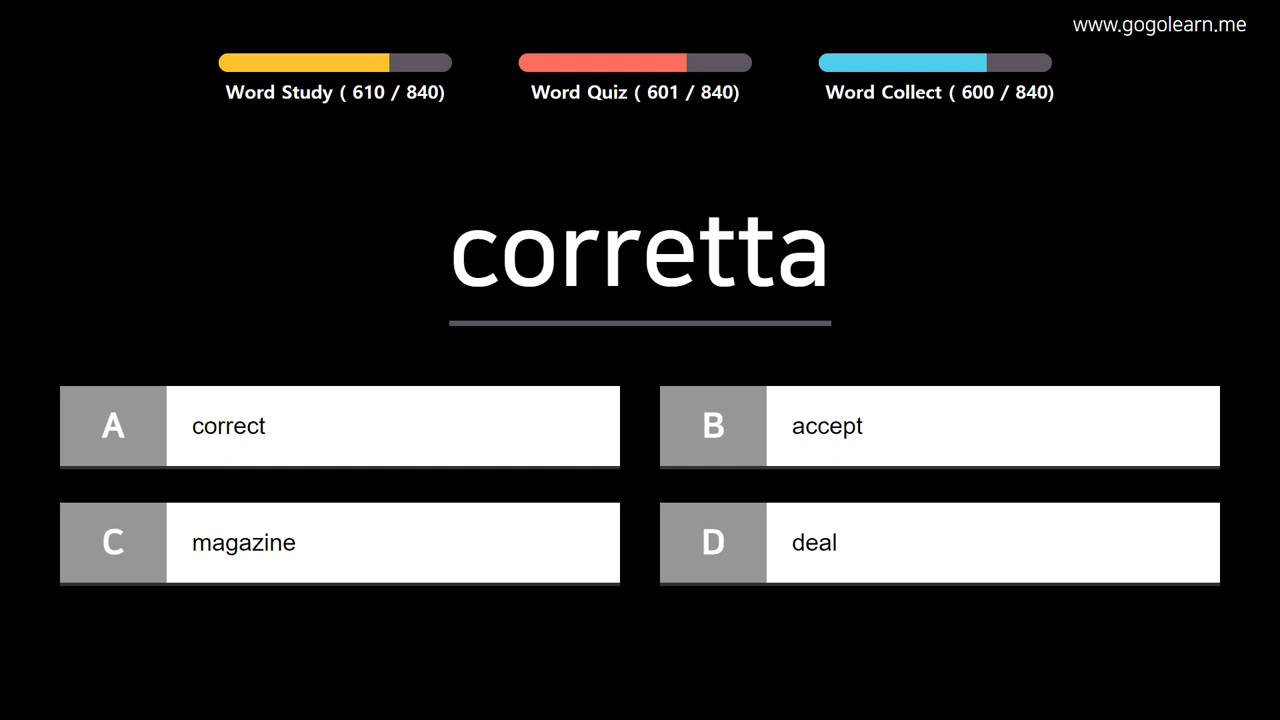 www.gogolearn.me
Word Study ( 610 / 840)
Word Quiz ( 601 / 840)
Word Collect ( 600 / 840)
corretta
A correct
B accept
C magazine
D deal